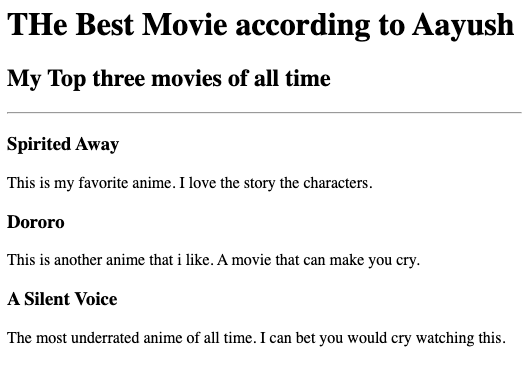 THe Best Movie according to Aayush
My Top three movies of all time
Spirited Away
This is my favorite anime. I love the story the characters.
Dororo
This is another anime that i like. A movie that can make you cry.
A Silent Voice
The most underrated anime of all time. I can bet you would cry watching this.